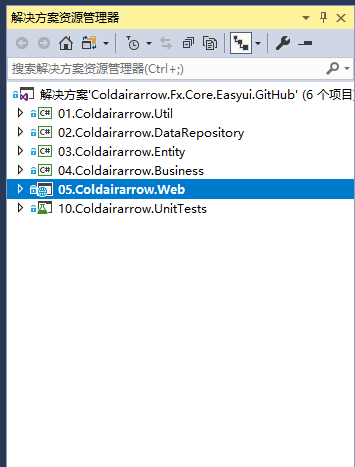 解决方案资源管理器
搜索解决方案资源管理器(Ctrl+;)
解决方案'Coldairarrow.Fx.Core.Easyui.GitHub' (6 个项目
01.Coldairarrow.Util
02.Coldairarrow.DataRepository
03.Coldairarrow.Entity
04.Coldairarrow.Business
05.Coldairarrow.Web
10.Coldairarrow.UnitTests